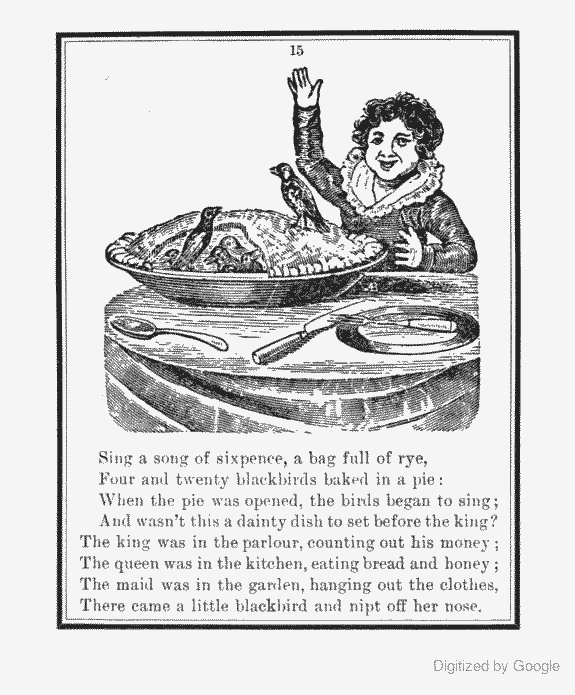 15
Sing a song of sixpence, a bag full of rye,
Four and twenty blackbirds baked in a pie:
When the pie was opened, the birds began to sing;
And wasn't this a dainty dish to set before the king?
The king was in the parlour, counting out his money;
The queen was in the kitchen, eating bread and honey;
The maid was in the garden, hanging out the clothes,
There came a little blackbird and nipt off her nose.
Digitized by Google